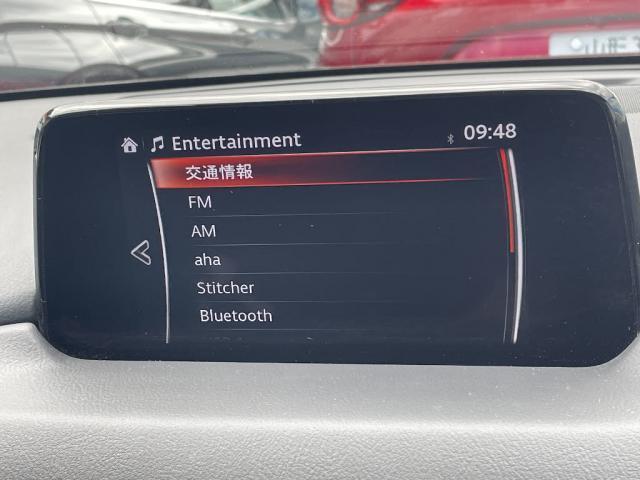 Entertainment
09:48
交通情報
FM
AM
aha
Stitcher
Bluetooth